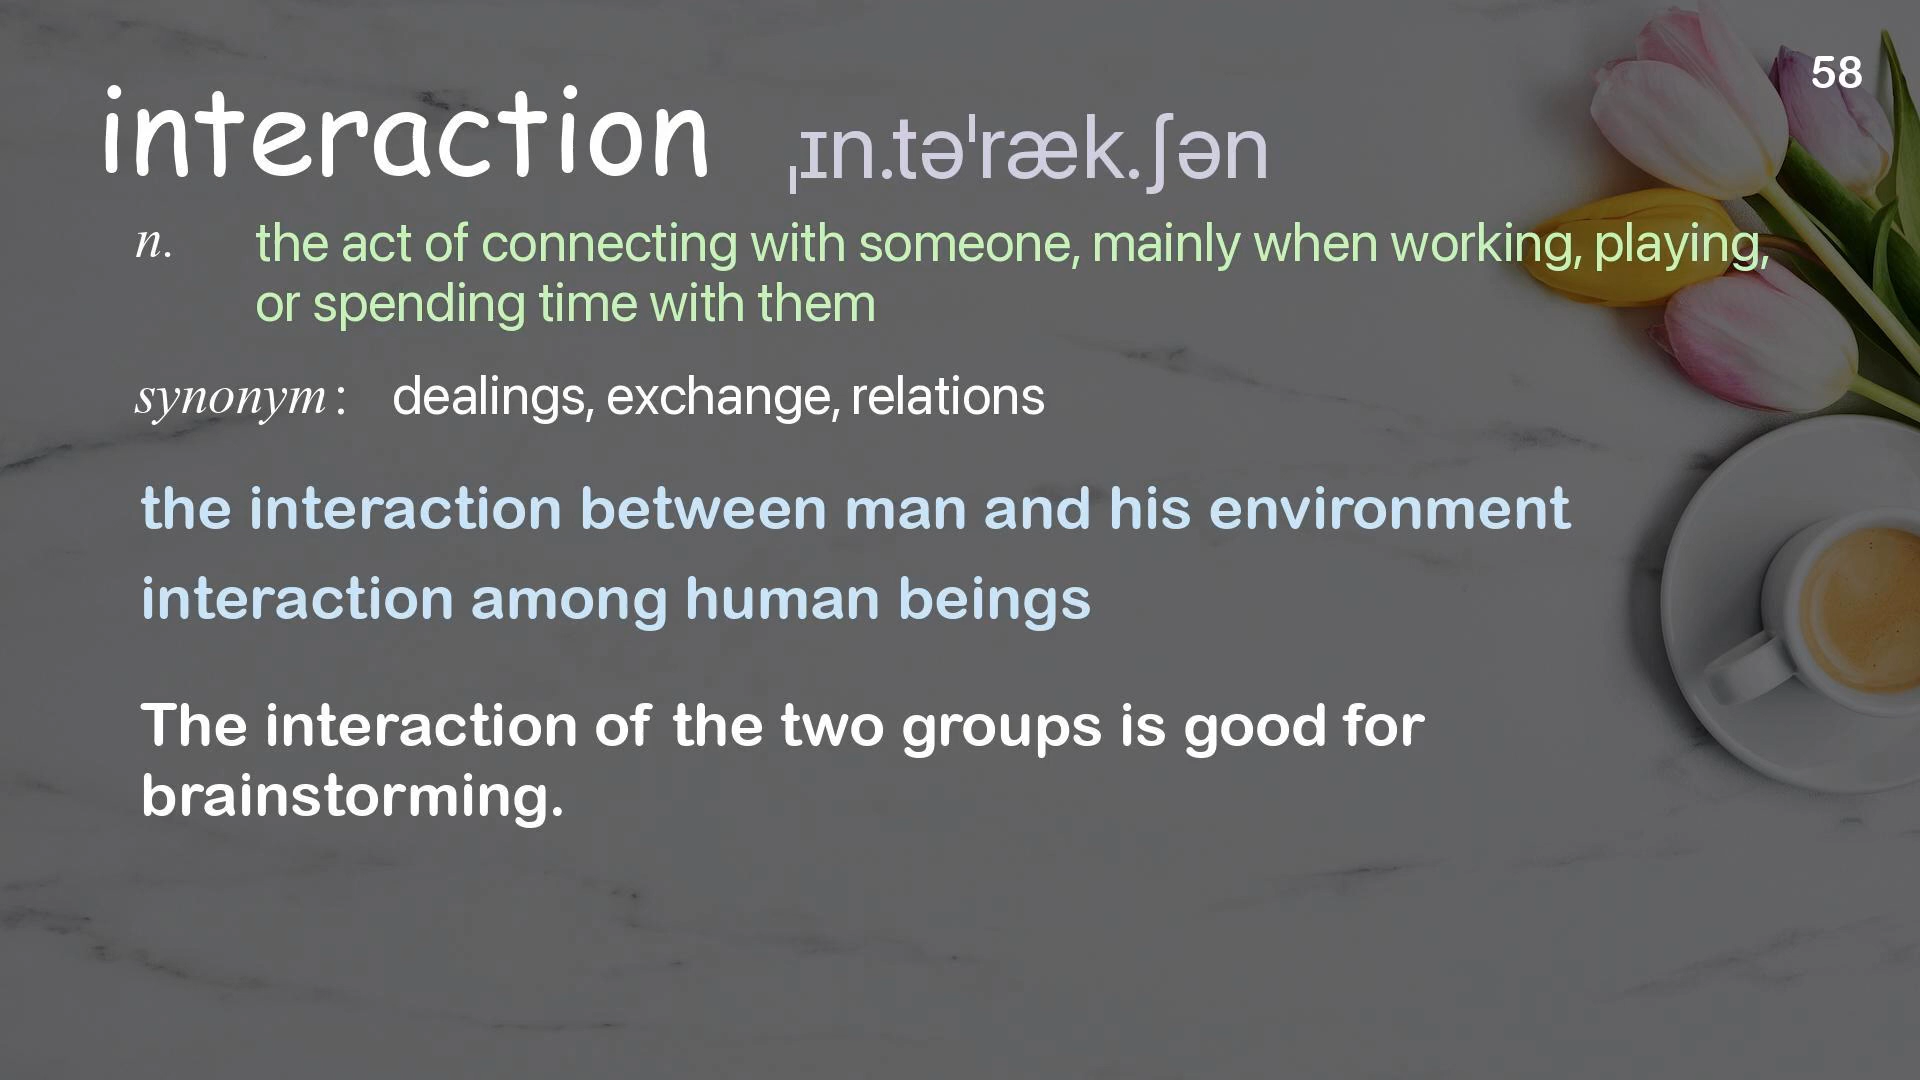 58
interaction ˌɪn.təˈræk.ʃən
n. the act of connecting with someone, mainly when working, playing,
or spending time with them
synonym: dealings, exchange, relations
the interaction between man and his environment
interaction among human beings
The interaction of the two groups is good for
brainstorming.